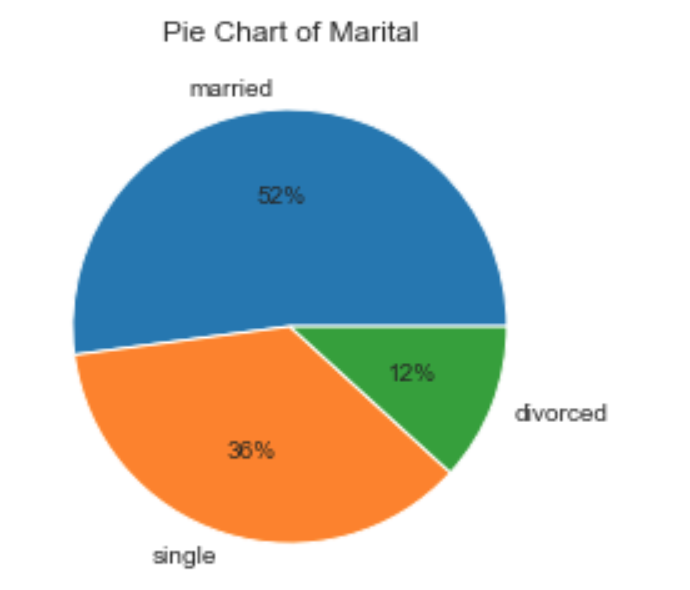 Pie Chart of Marital
married
52%
12%
divorced
36%
single